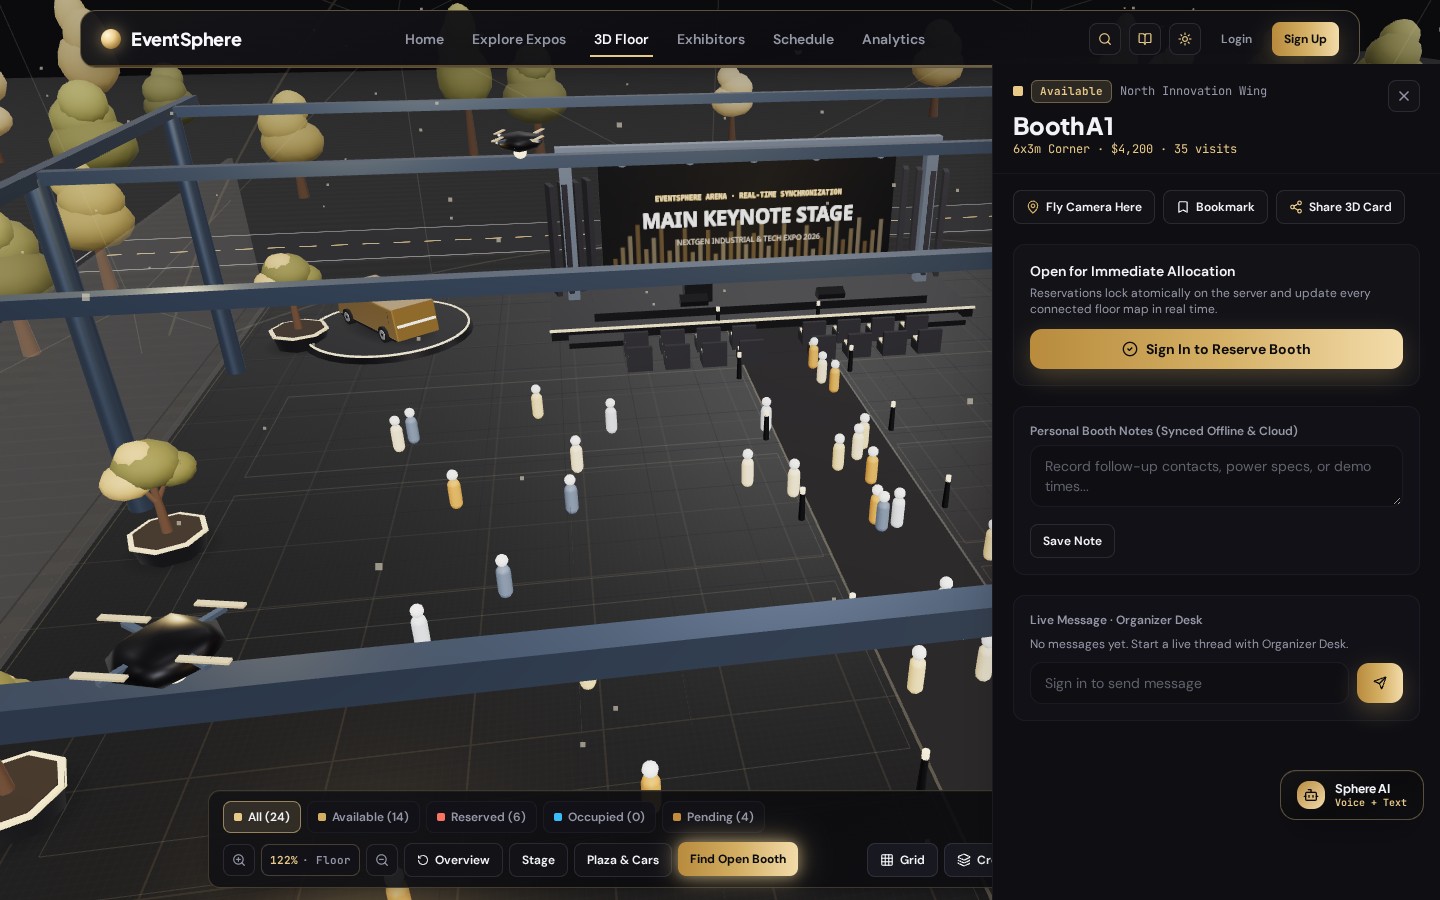 EventSphere
Home
Explore Expos
3D Floor
Exhibitors
Schedule
Analytics
Login
Sign Up
EVENTSPHERE ARENA · REAL-TIME SYNCHRONIZATION
MAIN KEYNOTE STAGE
NEXTGEN INDUSTRIAL & TECH EXPO 2026
Available
North Innovation Wing
Booth A1
6x3m Corner · $4,200 · 35 visits
Fly Camera Here
Bookmark
Share 3D Card
Open for Immediate Allocation
Reservations lock atomically on the server and update every
connected floor map in real time.
Sign In to Reserve Booth
Personal Booth Notes (Synced Offline & Cloud)
Record follow-up contacts, power specs, or demo
times...
Save Note
Live Message · Organizer Desk
No messages yet. Start a live thread with Organizer Desk.
Sign in to send message
Sphere AI
Voice + Text
All (24)
Available (14)
Reserved (6)
Occupied (0)
Pending (4)
122% · Floor
Overview
Stage
Plaza & Cars
Find Open Booth
Grid